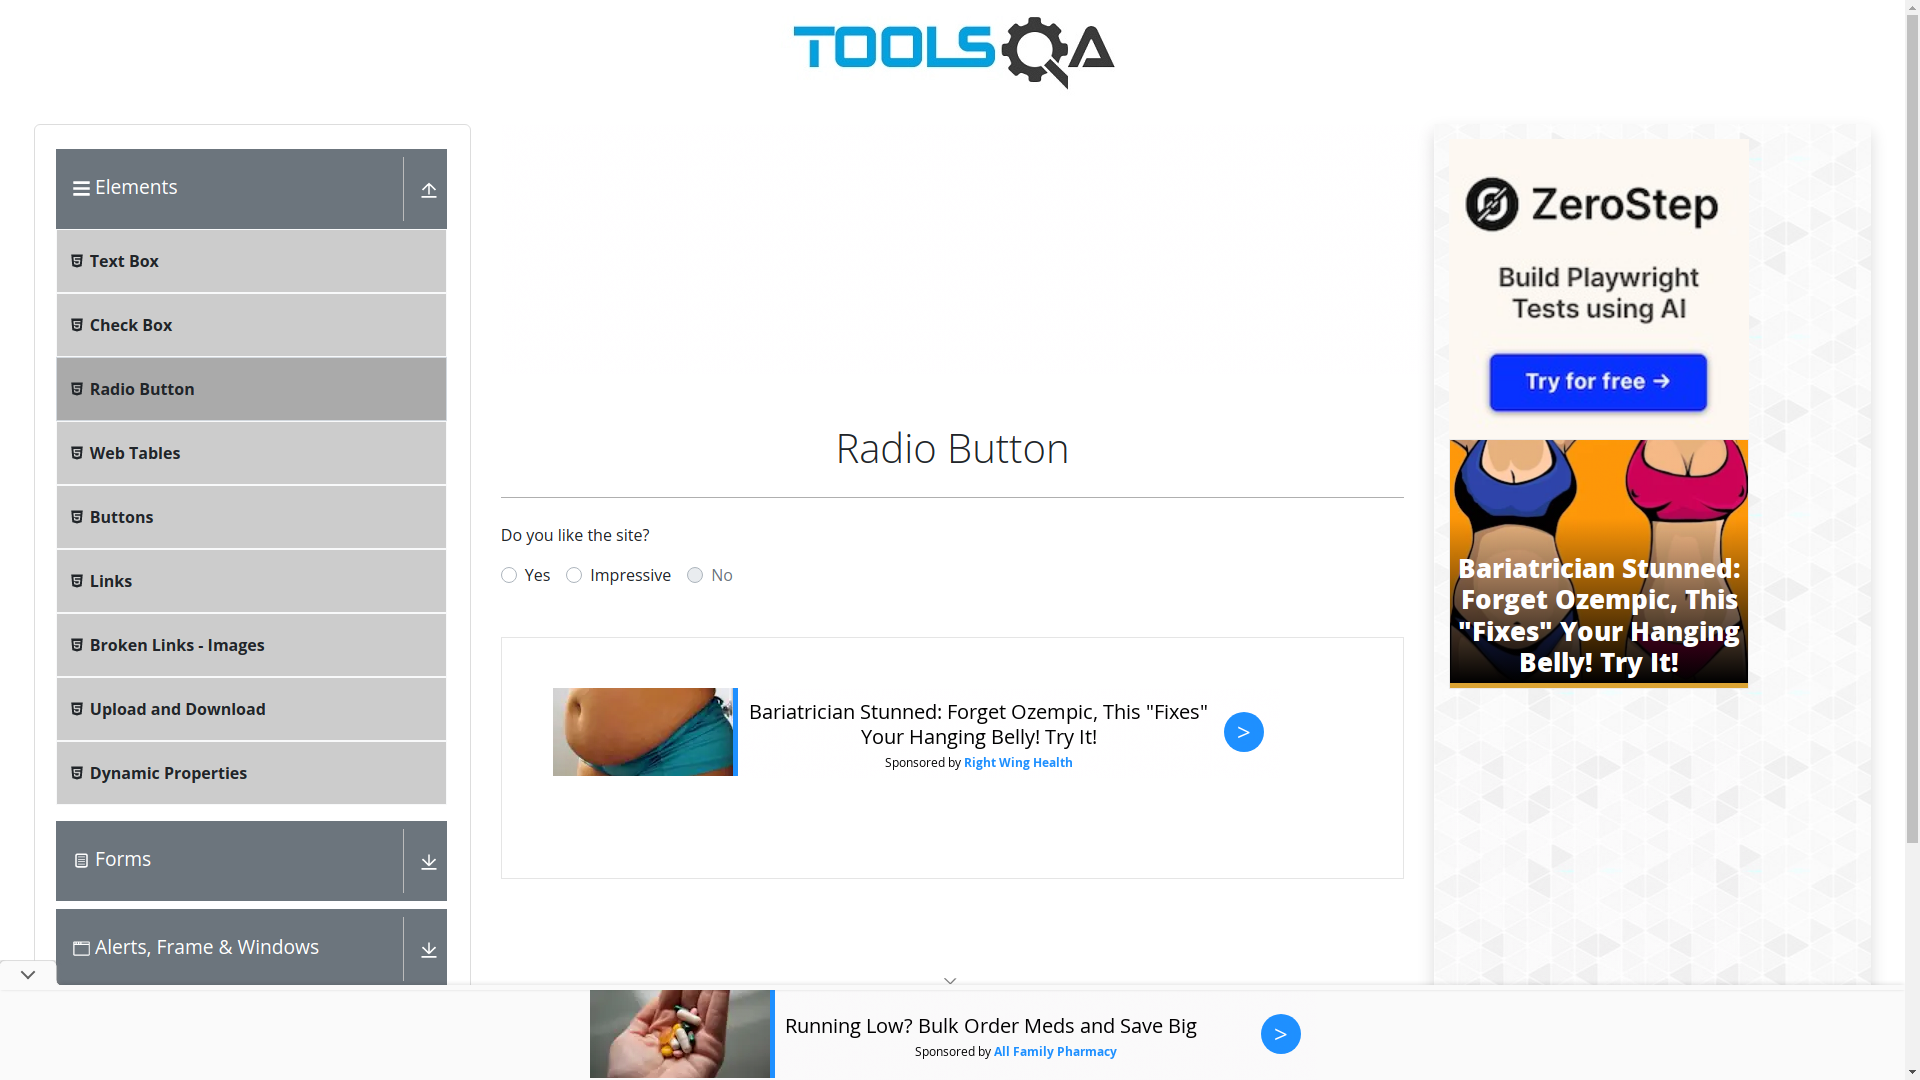 TOOLSQA
Elements
Text Box
Check Box
Radio Button
Web Tables
Buttons
Links
Broken Links - Images
Upload and Download
Dynamic Properties
Forms
Alerts, Frame & Windows
Radio Button
Do you like the site?
Yes
Impressive
No
Bariatrician Stunned: Forget Ozempic, This "Fixes"
Your Hanging Belly! Try It!
Sponsored by Right Wing Health
>
ZeroStep
Build Playwright
Tests using AI
Try for free →
Bariatrician Stunned:
Forget Ozempic, This
"Fixes" Your Hanging
Belly! Try It!
Running Low? Bulk Order Meds and Save Big
Sponsored by All Family Pharmacy
>